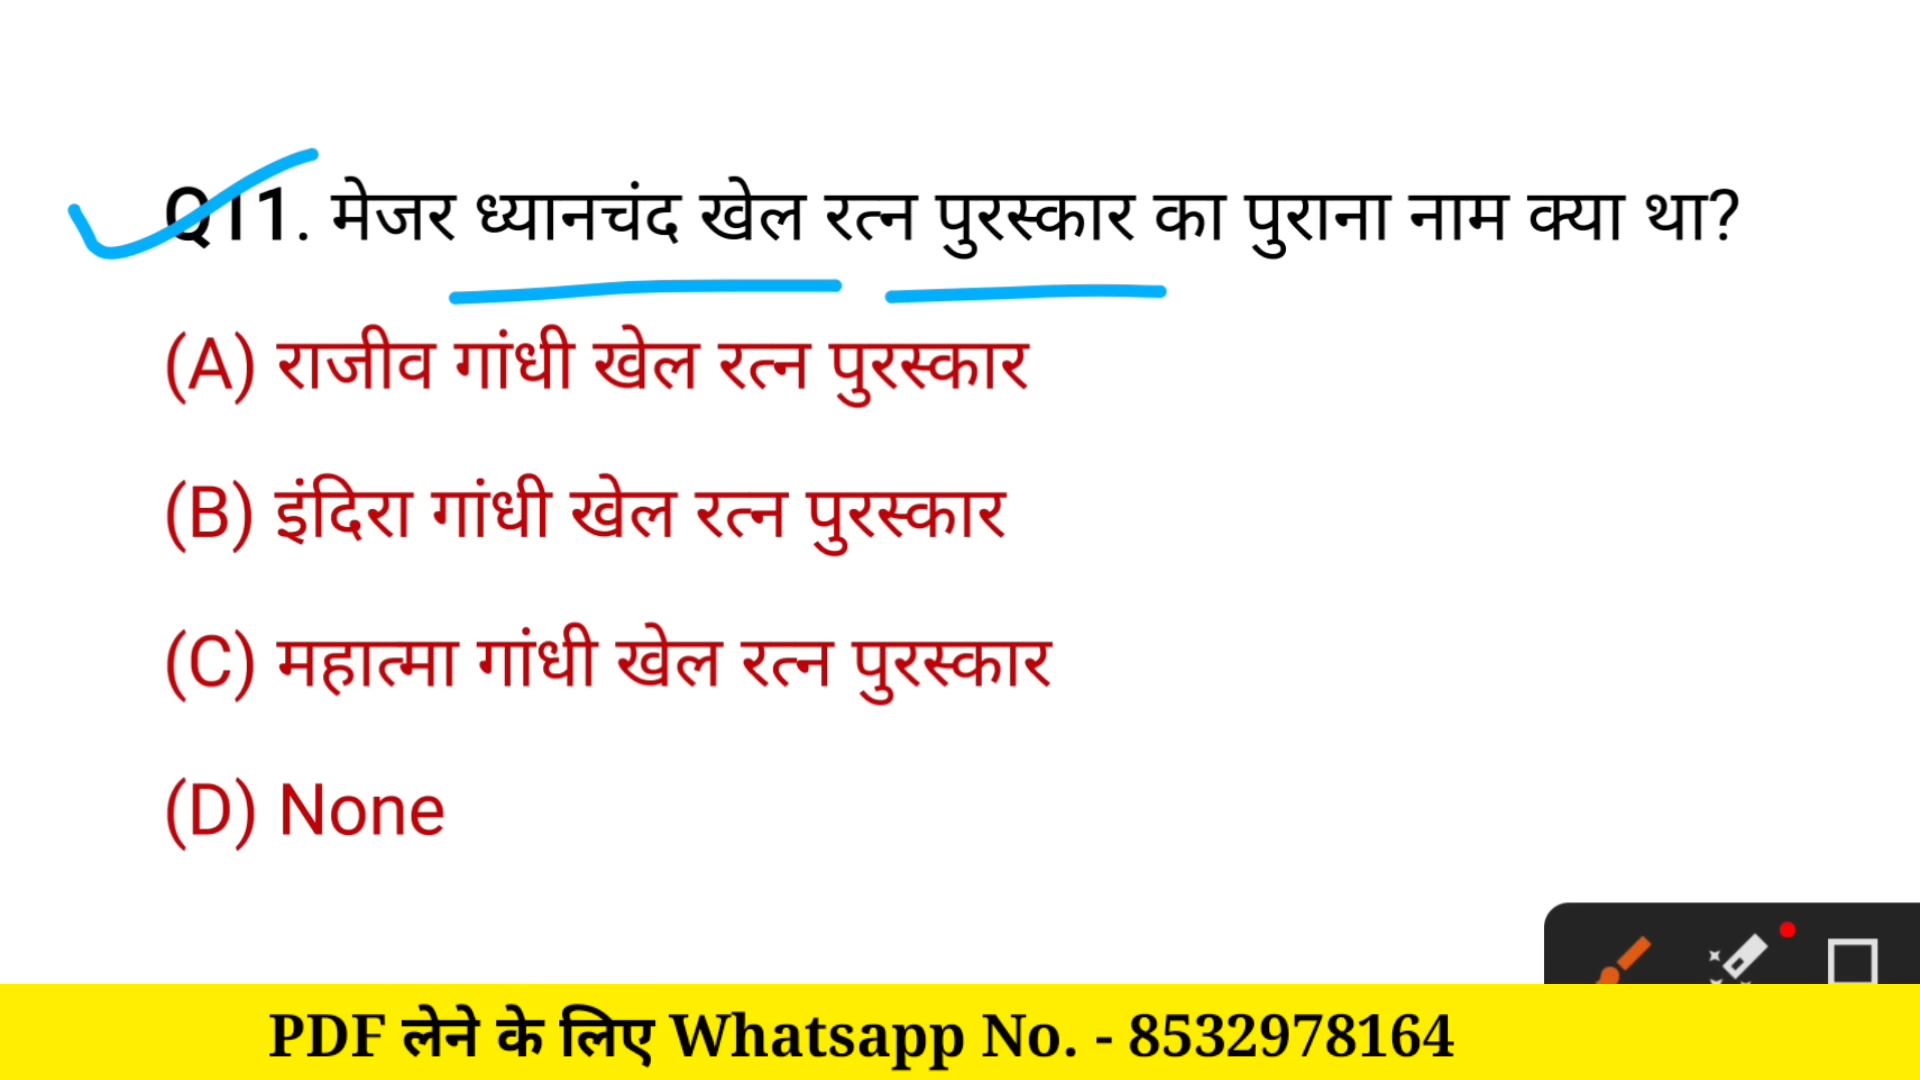 Q11. मेजर ध्यानचंद खेल रत्न पुरस्कार का पुराना नाम क्या था?
(A) राजीव गांधी खेल रत्न पुरस्कार
(B) इंदिरा गांधी खेल रत्न पुरस्कार
(C) महात्मा गांधी खेल रत्न पुरस्कार
(D) None
PDF लेने के लिए Whatsapp No. - 8532978164